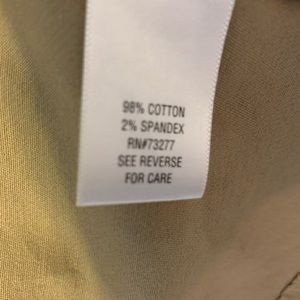 98% COTTON
2% SPANDEX
RN#73277
SEE REVERSE
FOR CARE